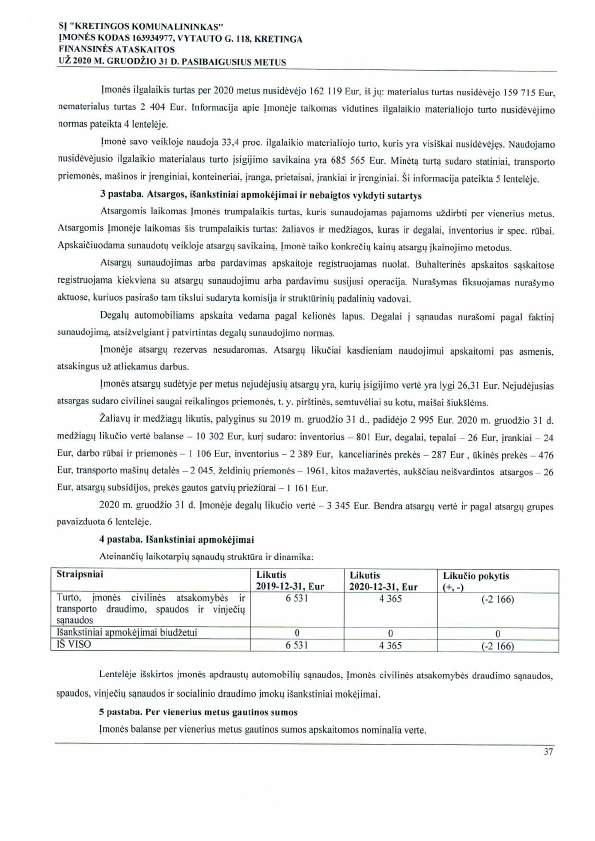 SĮ "KRETINGOS KOMUNALININKAS"
ĮMONĖS KODAS 163934977, VYTAUTO G. 118, KRETINGA
FINANSINĖS ATASKAITOS
UŽ 2020 M. GRUODŽIO 31 D. PASIBAIGUSIUS METUS
Įmonės ilgalaikis turtas per 2020 metus nusidėvėjo 162 119 Eur, iš jų: materialus turtas nusidėvėjo 159 715 Eur,
nematerialus turtas 2 404 Eur. Informacija apie Įmonėje taikomas vidutines ilgalaikio materialiojo turto nusidėvėjimo
normas pateikta 4 lentelėje.
Įmonė savo veikloje naudoja 33,4 proc. ilgalaikio materialiojo turto, kuris yra visiškai nusidėvėjęs. Naudojamo
nusidėvėjusio ilgalaikio materialaus turto įsigijimo savikaina yra 685 565 Eur. Minėtą turtą sudaro statiniai, transporto
priemonės, mašinos ir įrenginiai, konteineriai, įranga, prietaisai, įrankiai ir įrenginiai. Ši informacija pateikta 5 lentelėje.
3 pastaba. Atsargos, išankstiniai apmokėjimai ir nebaigtos vykdyti sutartys
Atsargomis laikomas Įmonės trumpalaikis turtas, kuris sunaudojamas pajamoms uždirbti per vienerius metus.
Atsargomis Įmonėje laikomas šis trumpalaikis turtas: žaliavos ir medžiagos, kuras ir degalai, inventorius ir spec. rūbai.
Apskaičiuodama sunaudotų veikloje atsargų savikainą, Įmonė taiko konkrečių kainų atsargų įkainojimo metodus.
Atsargų sunaudojimas arba pardavimas apskaitoje registruojamas nuolat. Buhalterinės apskaitos sąskaitose
registruojama kiekviena su atsargų sunaudojimu arba pardavimu susijusi operacija. Nurašymas fiksuojamas nurašymo
aktuose, kuriuos pasirašo tam tikslui sudaryta komisija ir struktūrinių padalinių vadovai.
Degalų automobiliams apskaita vedama pagal kelionės lapus. Degalai į sąnaudas nurašomi pagal faktinį
sunaudojimą, atsižvelgiant į patvirtintas degalų sunaudojimo normas.
Įmonėje atsargų rezervas nesudaromas. Atsargų likučiai kasdieniam naudojimui apskaitomi pas asmenis,
atsakingus už atliekamus darbus.
Įmonės atsargų sudėtyje per metus nejudėjusių atsargų yra, kurių įsigijimo vertė yra lygi 26,31 Eur. Nejudėjusias
atsargas sudaro civilinei saugai reikalingos priemonės, t. y. pirštinės, semtuvėliai su kotu, maišai šiukšlėms.
Žaliavų ir medžiagų likutis, palyginus su 2019 m. gruodžio 31 d., padidėjo 2 995 Eur. 2020 m. gruodžio 31 d.
medžiagų likučio vertė balanse – 10 302 Eur, kurį sudaro: inventorius – 801 Eur, degalai, tepalai – 26 Eur, įrankiai – 24
Eur, darbo rūbai ir priemonės – 1 106 Eur, inventorius – 2 389 Eur, kanceliarinės prekės – 287 Eur , ūkinės prekės – 476
Eur, transporto mašinų detalės – 2 045, želdinių priemonės – 1961, kitos mažavertės, aukščiau neišvardintos atsargos – 26
Eur, atsargų subsidijos, prekės gautos gatvių priežiūrai – 1 161 Eur.
2020 m. gruodžio 31 d. Įmonėje degalų likučio vertė – 3 345 Eur. Bendra atsargų vertė ir pagal atsargų grupes
pavaizduota 6 lentelėje.
4 pastaba. Išankstiniai apmokėjimai
Ateinančių laikotarpių sąnaudų struktūra ir dinamika:
Straipsniai Likutis 2019-12-31, Eur Likutis 2020-12-31, Eur Likučio pokytis (+, -)
Turto, įmonės civilinės atsakomybės ir 6 531 4 365 (-2 166)
transporto draudimo, spaudos ir vinječių
sąnaudos
Išankstiniai apmokėjimai biudžetui 0 0 0
IŠ VISO 6 531 4 365 (-2 166)
Lentelėje išskirtos įmonės apdraustų automobilių sąnaudos, Įmonės civilinės atsakomybės draudimo sąnaudos,
spaudos, vinječių sąnaudos ir socialinio draudimo įmokų išankstiniai mokėjimai.
5 pastaba. Per vienerius metus gautinos sumos
Įmonės balanse per vienerius metus gautinos sumos apskaitomos nominalia verte.
37